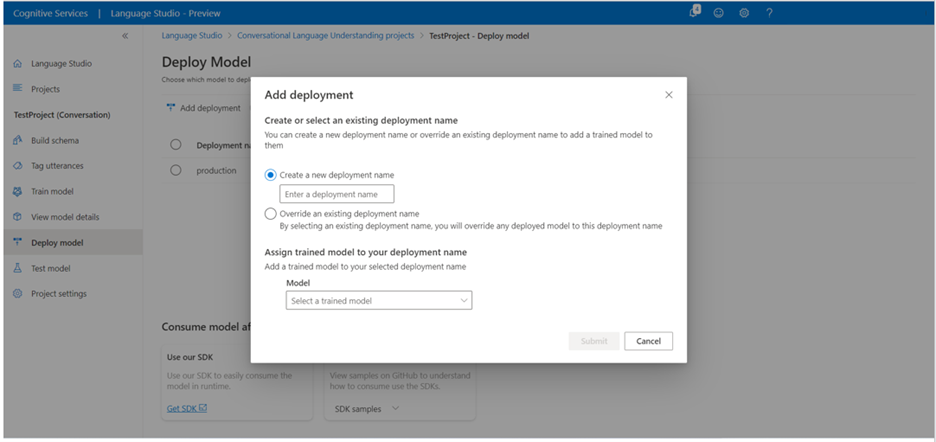 Cognitive Services | Language Studio - Preview
4
?
Language Studio > Conversational Language Understanding projects > TestProject - Deploy model
Language Studio
Projects
TestProject (Conversation)
Build schema
Tag utterances
Train model
View model details
Deploy model
Test model
Project settings
Deploy Model
Choose which model to
Add deployment
Deployment
production
Add deployment
Create or select an existing deployment name
You can create a new deployment name or override an existing deployment name to add a trained model to
them
Create a new deployment name
Enter a deployment name
Override an existing deployment name
By selecting an existing deployment name, you will override any deployed model to this deployment name
Assign trained model to your deployment name
Add a trained model to your selected deployment name
Model
Select a trained model
Submit
Cancel
Consume model
Use our SDK
Use our SDK to easily consume the
model in runtime.
Get SDK
View samples on GitHub to understand
how to consume use the SDKs.
SDK samples